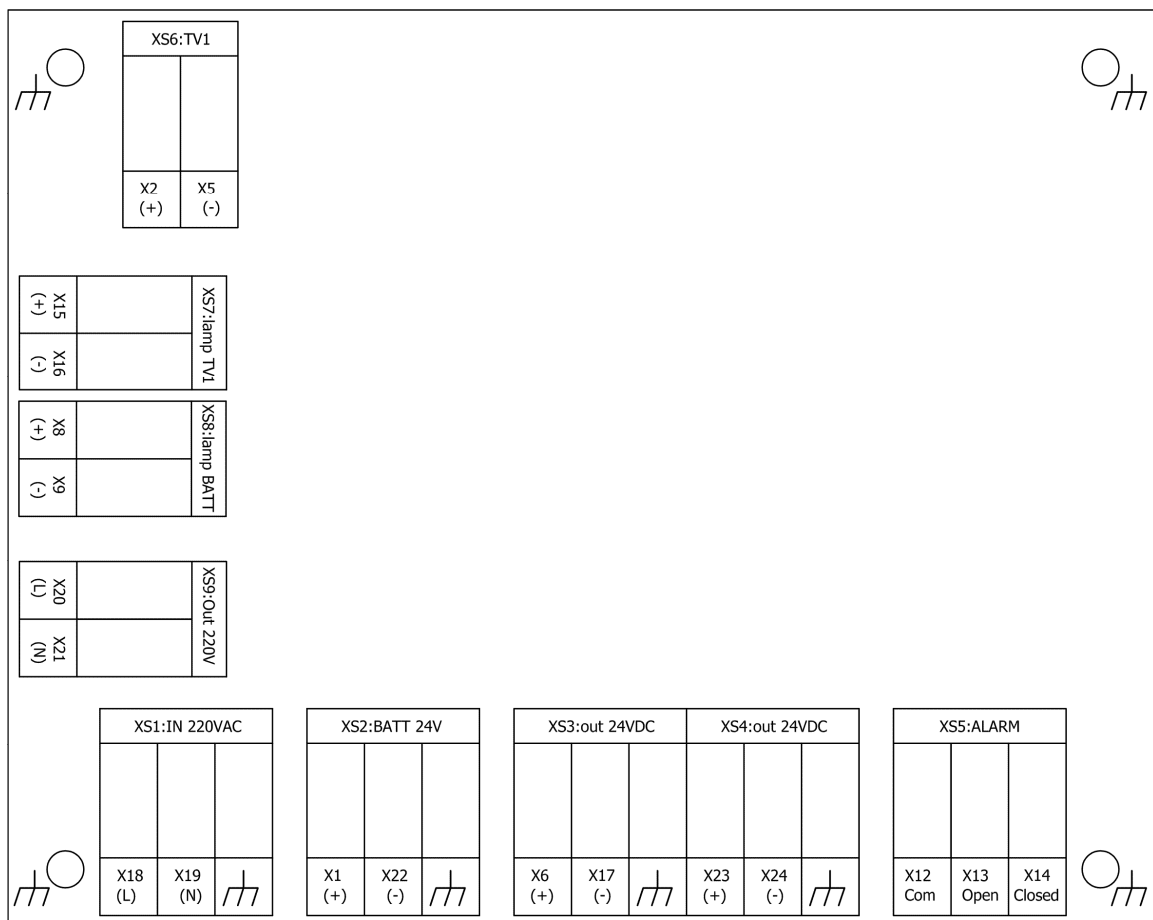 XS6:TV1
X2 X5
(+) (-)
XS7:lamp TV1
X15
(+)
X16
(-)
XS8:lamp BATT
X8
(+)
X9
(-)
XS9:Out 220V
X20
(L)
X21
(N)
XS1:IN 220VAC
X18 X19
(L) (N)
XS2:BATT 24V
X1 X22
(+) (-)
XS3:out 24VDC
X6 X17
(+) (-)
XS4:out 24VDC
X23 X24
(+) (-)
XS5:ALARM
X12 X13 X14
Com Open Closed